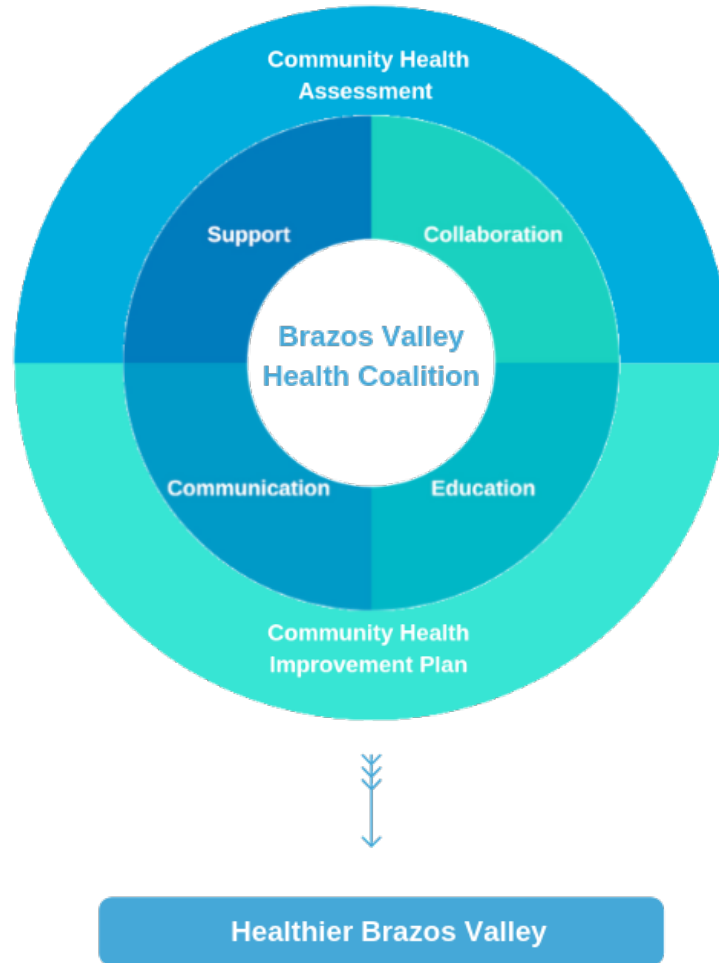 Community Health
Assessment
Support
Collaboration
Brazos Valley
Health Coalition
Communication
Education
Community Health
Improvement Plan
Healthier Brazos Valley